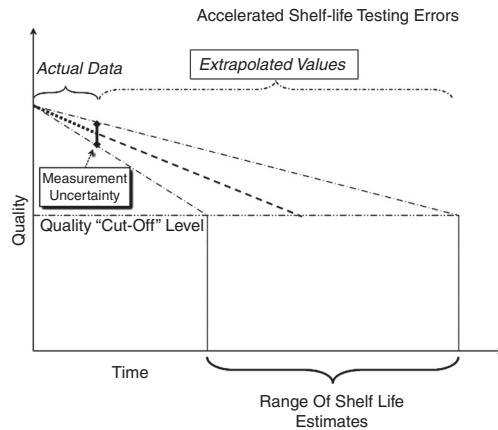 Accelerated Shelf-life Testing Errors
Actual Data
Extrapolated Values
Measurement
Uncertainty
Quality "Cut-Off" Level
Quality
Time
Range Of Shelf Life
Estimates